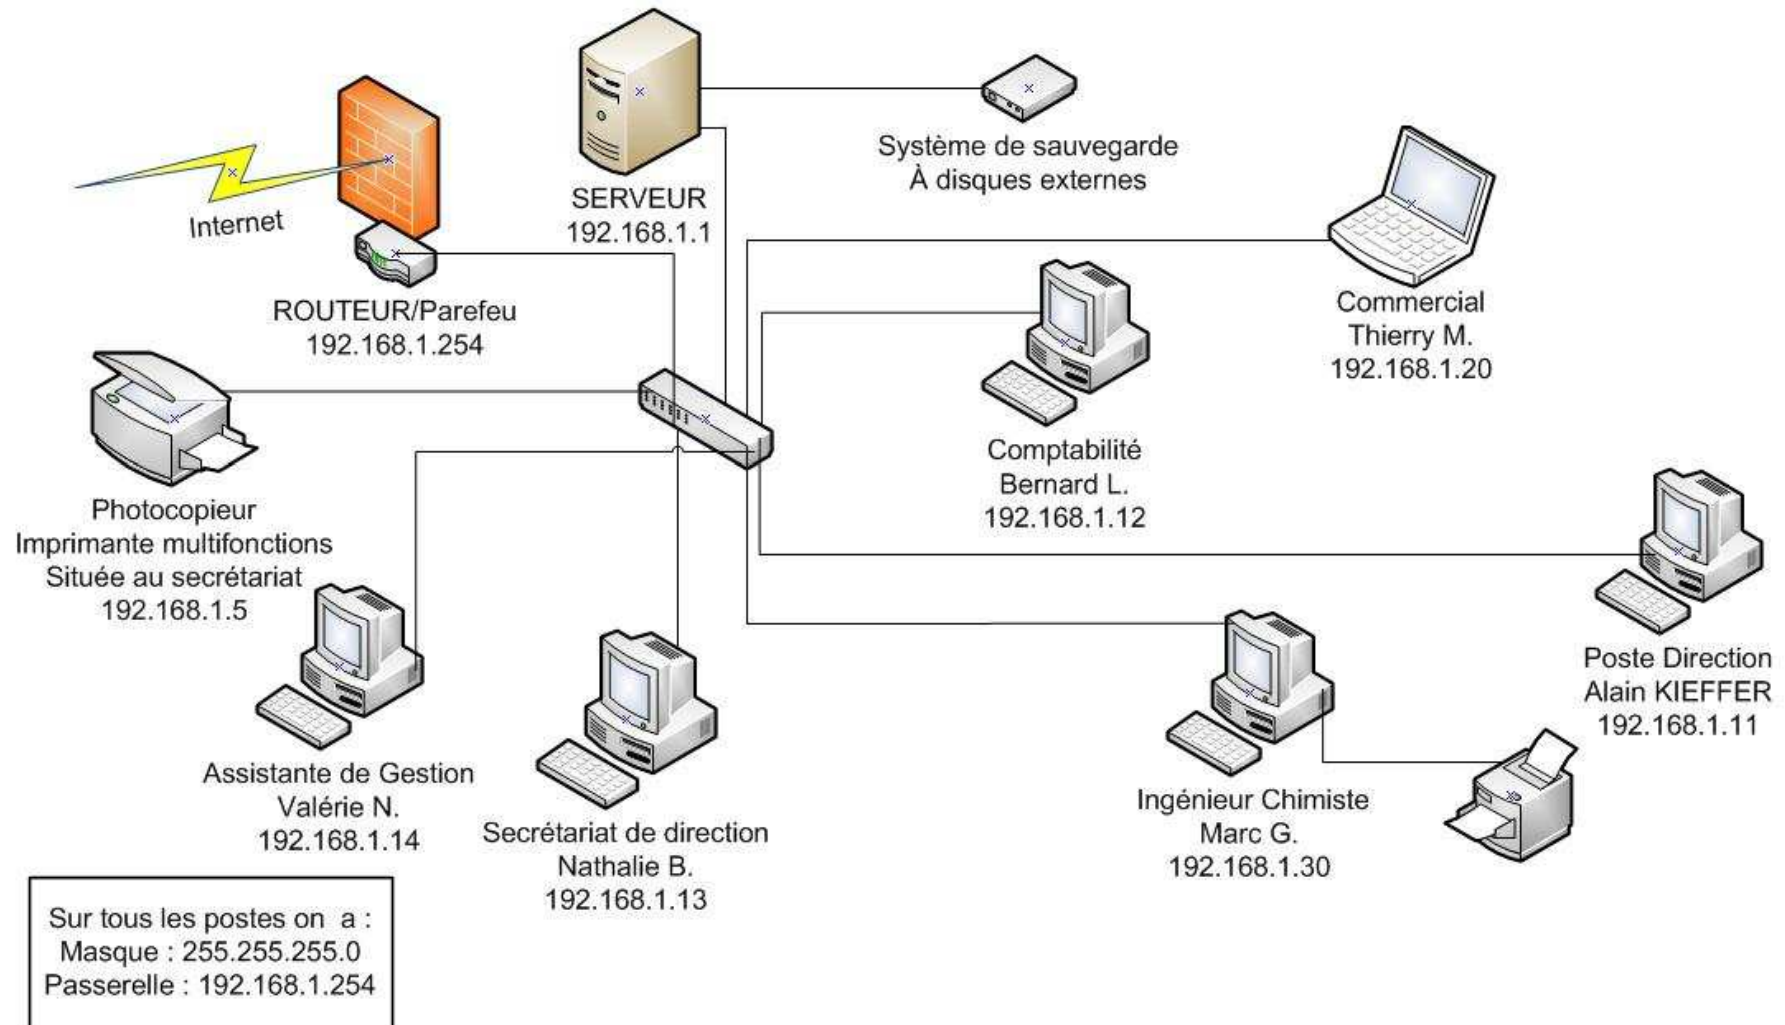 Internet
ROUTEUR/Parefeu
192.168.1.254
SERVEUR
192.168.1.1
Système de sauvegarde
À disques externes
Commercial
Thierry M.
192.168.1.20
Comptabilité
Bernard L.
192.168.1.12
Photocopieur
Imprimante multifonctions
Située au secrétariat
192.168.1.5
Poste Direction
Alain KIEFFER
192.168.1.11
Assistante de Gestion
Valérie N.
192.168.1.14
Secrétariat de direction
Nathalie B.
192.168.1.13
Ingénieur Chimiste
Marc G.
192.168.1.30
Sur tous les postes on  a :
Masque : 255.255.255.0
Passerelle : 192.168.1.254